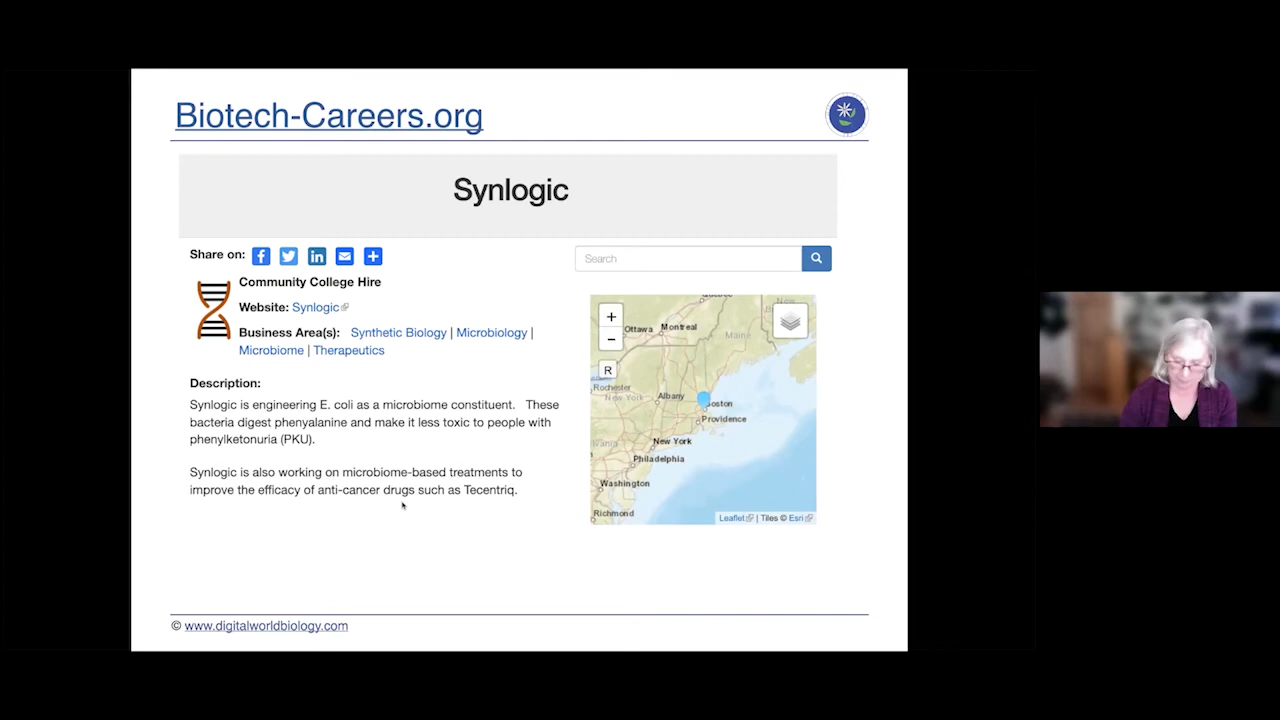 Biotech-Careers.org
Synlogic
Share on:
Search
Community College Hire
Website: Synlogic
Business Area(s): Synthetic Biology | Microbiology |
Microbiome | Therapeutics
Description:
Synlogic is engineering E. coli as a microbiome constituent. These
bacteria digest phenyalanine and make it less toxic to people with
phenylketonuria (PKU).
Synlogic is also working on microbiome-based treatments to
improve the efficacy of anti-cancer drugs such as Tecentriq.
+
−
R
Ottawa
Montreal
Maine
Rochester
New York
Albany
Boston
Providence
New York
Philadelphia
Washington
Richmond
Leaflet | Tiles © Esri
© www.digitalworldbiology.com